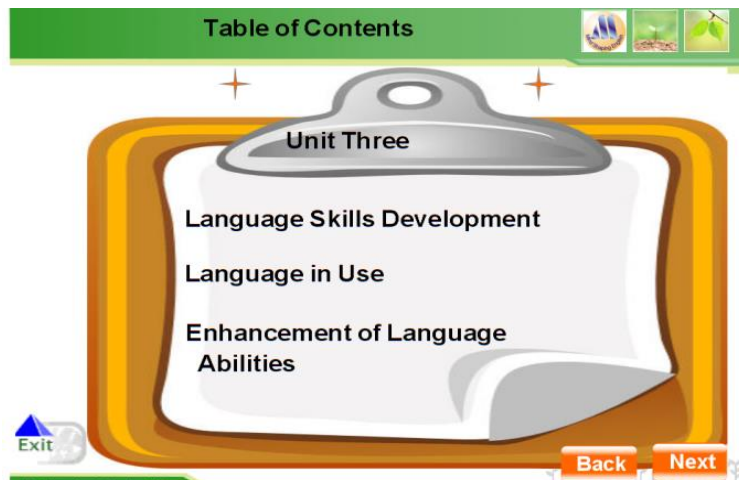 Table of Contents
Unit Three
Language Skills Development
Language in Use
Enhancement of Language
Abilities
Exit
Back
Next